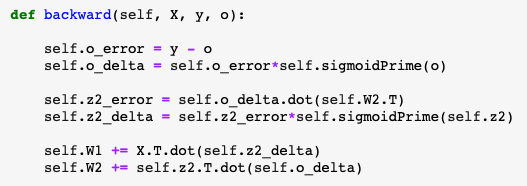 def backward(self, X, y, o):
self.o_error = y - o
self.o_delta = self.o_error*self.sigmoidPrime(o)
self.z2_error = self.o_delta.dot(self.W2.T)
self.z2_delta = self.z2_error*self.sigmoidPrime(self.z2)
self.W1 += X.T.dot(self.z2_delta)
self.W2 += self.z2.T.dot(self.o_delta)